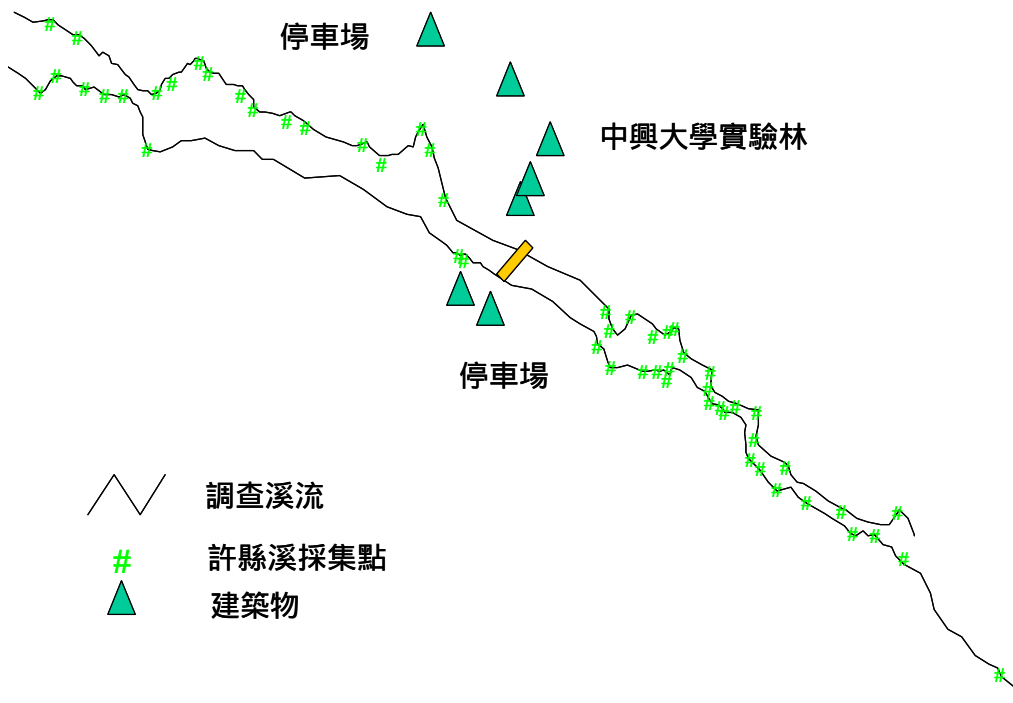 停車場
中興大學實驗林
停車場
調查溪流
# 許縣溪採集點
建築物